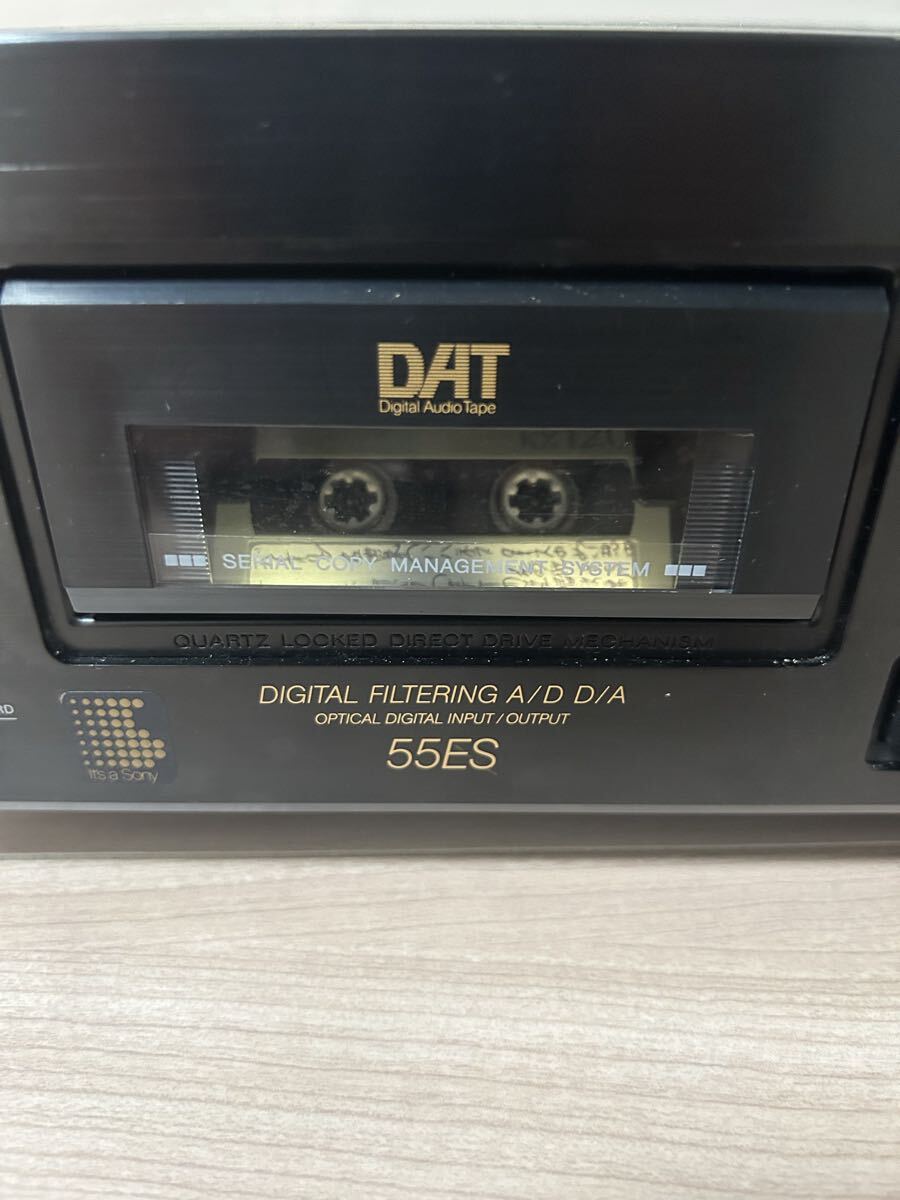 DAT
Digital Audio Tape
SERIAL COPY MANAGEMENT SYSTEM
QUARTZ LOCKED DIRECT DRIVE MECHANISM
DIGITAL FILTERING A/D D/A
OPTICAL DIGITAL INPUT/OUTPUT
55ES
It's a Sony